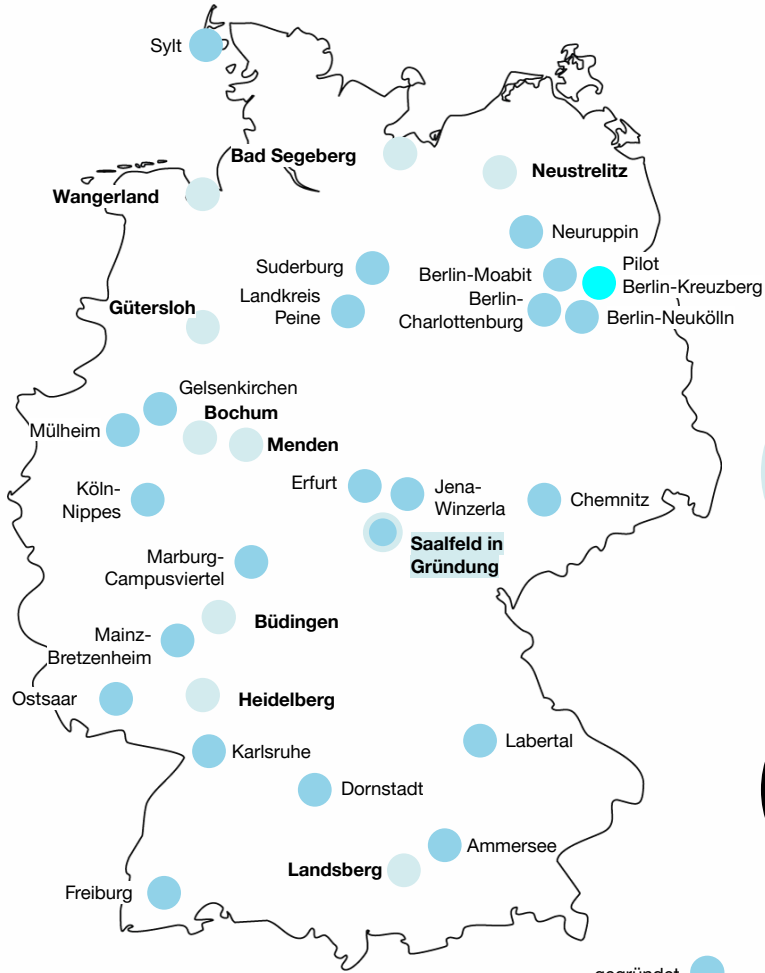 Sylt
Bad Segeberg
Neustrelitz
Wangerland
Neuruppin
Suderburg
Berlin-Moabit
Pilot
Berlin-Kreuzberg
Landkreis
Peine
Berlin-
Charlottenburg
Berlin-Neukölln
Gütersloh
Gelsenkirchen
Bochum
Mülheim
Menden
Köln-
Nippes
Erfurt
Jena-
Winzerla
Chemnitz
Saalfeld in
Gründung
Marburg-
Campusviertel
Büdingen
Mainz-
Bretzenheim
Ostsaar
Heidelberg
Karlsruhe
Labertal
Dornstadt
Ammersee
Landsberg
Freiburg
gegründet